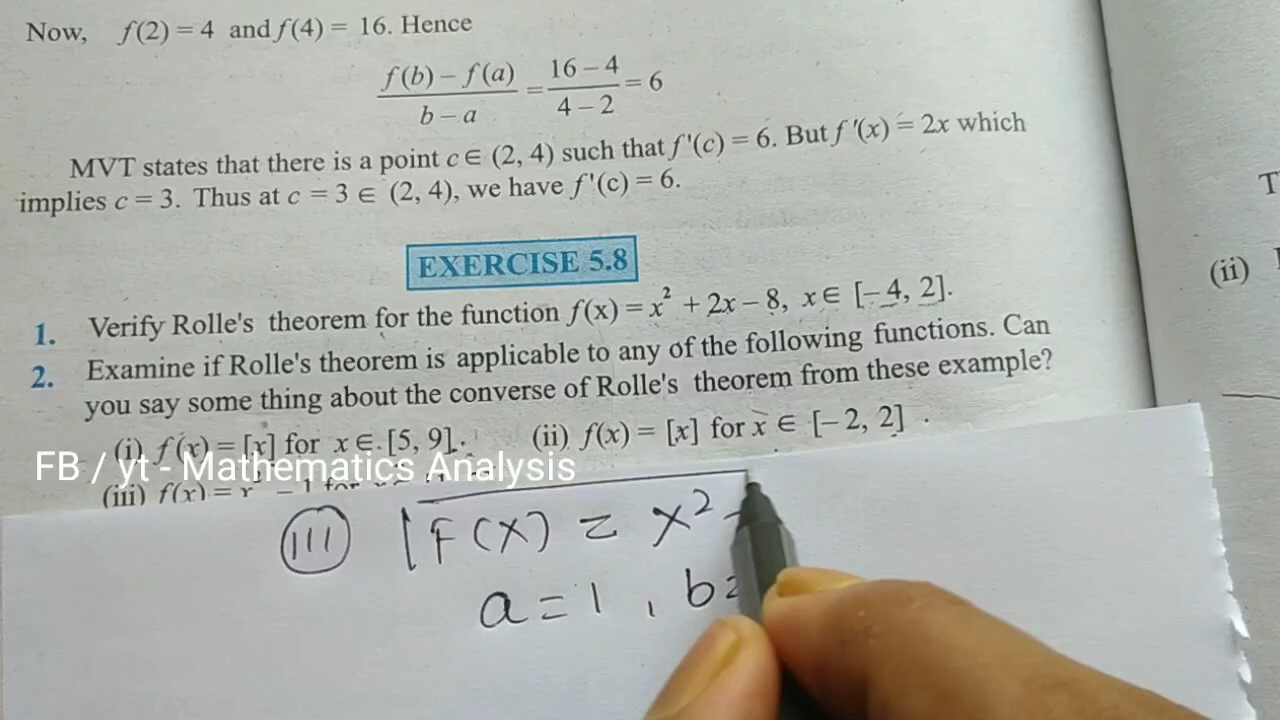 Now, f(2) = 4 and f(4) = 16. Hence
f(b) – f(a) / b – a = 16 – 4 / 4 – 2 = 6
MVT states that there is a point c ∈ (2, 4) such that f '(c) = 6. But f '(x) = 2x which
implies c = 3. Thus at c = 3 ∈ (2, 4), we have f '(c) = 6.
EXERCISE 5.8
1. Verify Rolle's theorem for the function f(x) = x² + 2x – 8, x ∈ [– 4, 2].
2. Examine if Rolle's theorem is applicable to any of the following functions. Can
you say some thing about the converse of Rolle's theorem from these example?
(i) f(x) = [x] for x ∈ [5, 9] . (ii) f(x) = [x] for x ∈ [– 2, 2] .
FB / yt - Mathematics Analysis
(iii) f(x) = x² – 1 for
(III) F(X) = X²
a = 1 , b=
T
(ii)